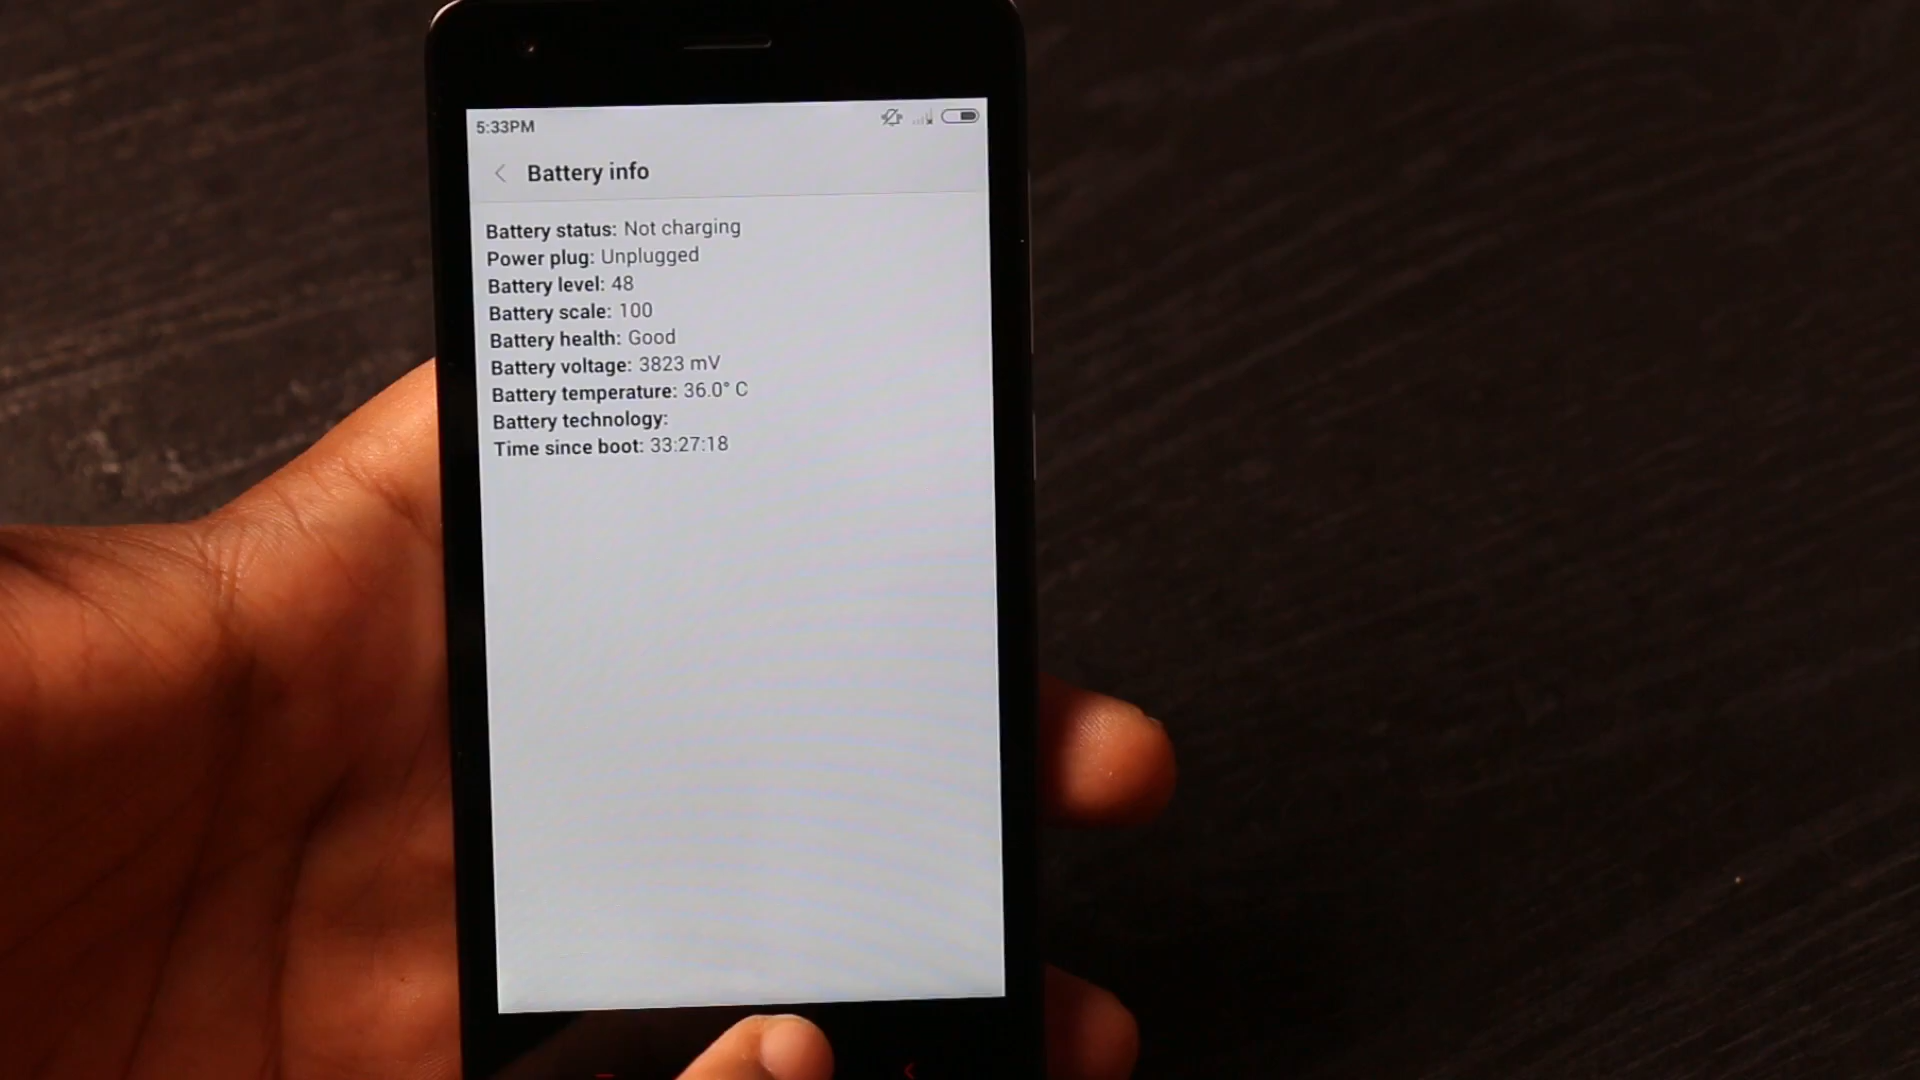 5:33PM
Battery info
Battery status: Not charging
Power plug: Unplugged
Battery level: 48
Battery scale: 100
Battery health: Good
Battery voltage: 3823 mV
Battery temperature: 36.0° C
Battery technology:
Time since boot: 33:27:18